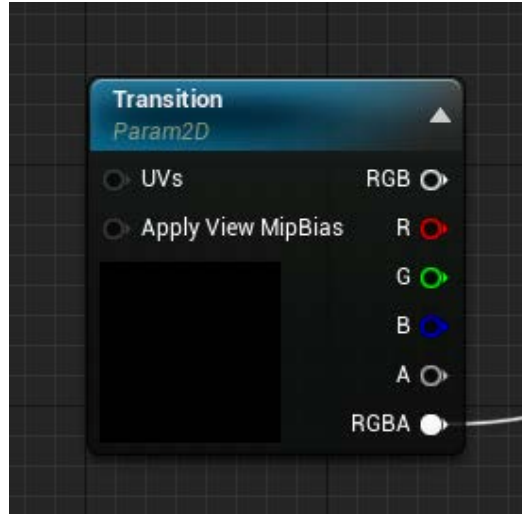 Transition
Param2D
UVs RGB
Apply View MipBias R
G
B
A
RGBA